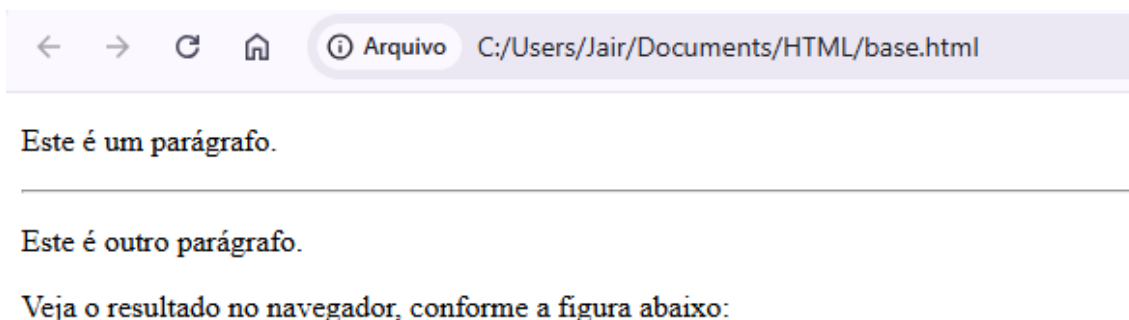 Arquivo C:/Users/Jair/Documents/HTML/base.html
Este é um parágrafo.
Este é outro parágrafo.
Veja o resultado no navegador, conforme a figura abaixo: